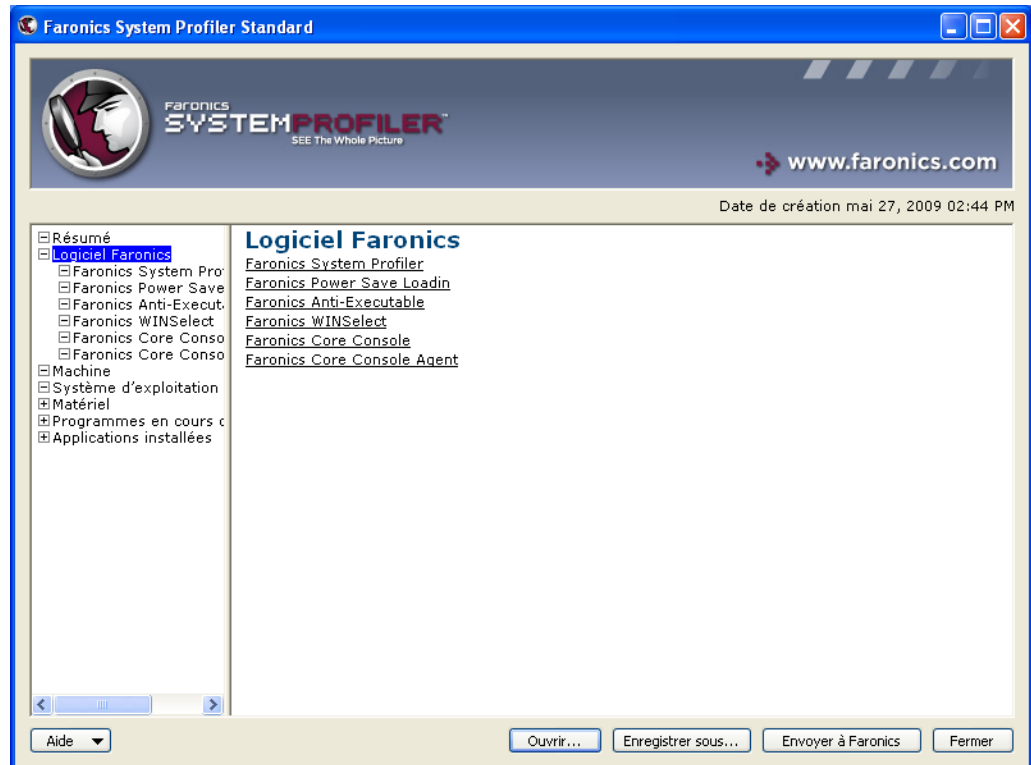 Faronics System Profiler Standard
Faronics
SYSTEMPROFILER™
SEE The Whole Picture
www.faronics.com
Date de création mai 27, 2009 02:44 PM
Résumé
Logiciel Faronics
Faronics System Pro
Faronics Power Save
Faronics Anti-Execut
Faronics WINSelect
Faronics Core Conso
Faronics Core Conso
Machine
Système d'exploitation
Matériel
Programmes en cours d
Applications installées
Logiciel Faronics
Faronics System Profiler
Faronics Power Save Loadin
Faronics Anti-Executable
Faronics WINSelect
Faronics Core Console
Faronics Core Console Agent
Aide
Ouvrir...
Enregistrer sous...
Envoyer à Faronics
Fermer